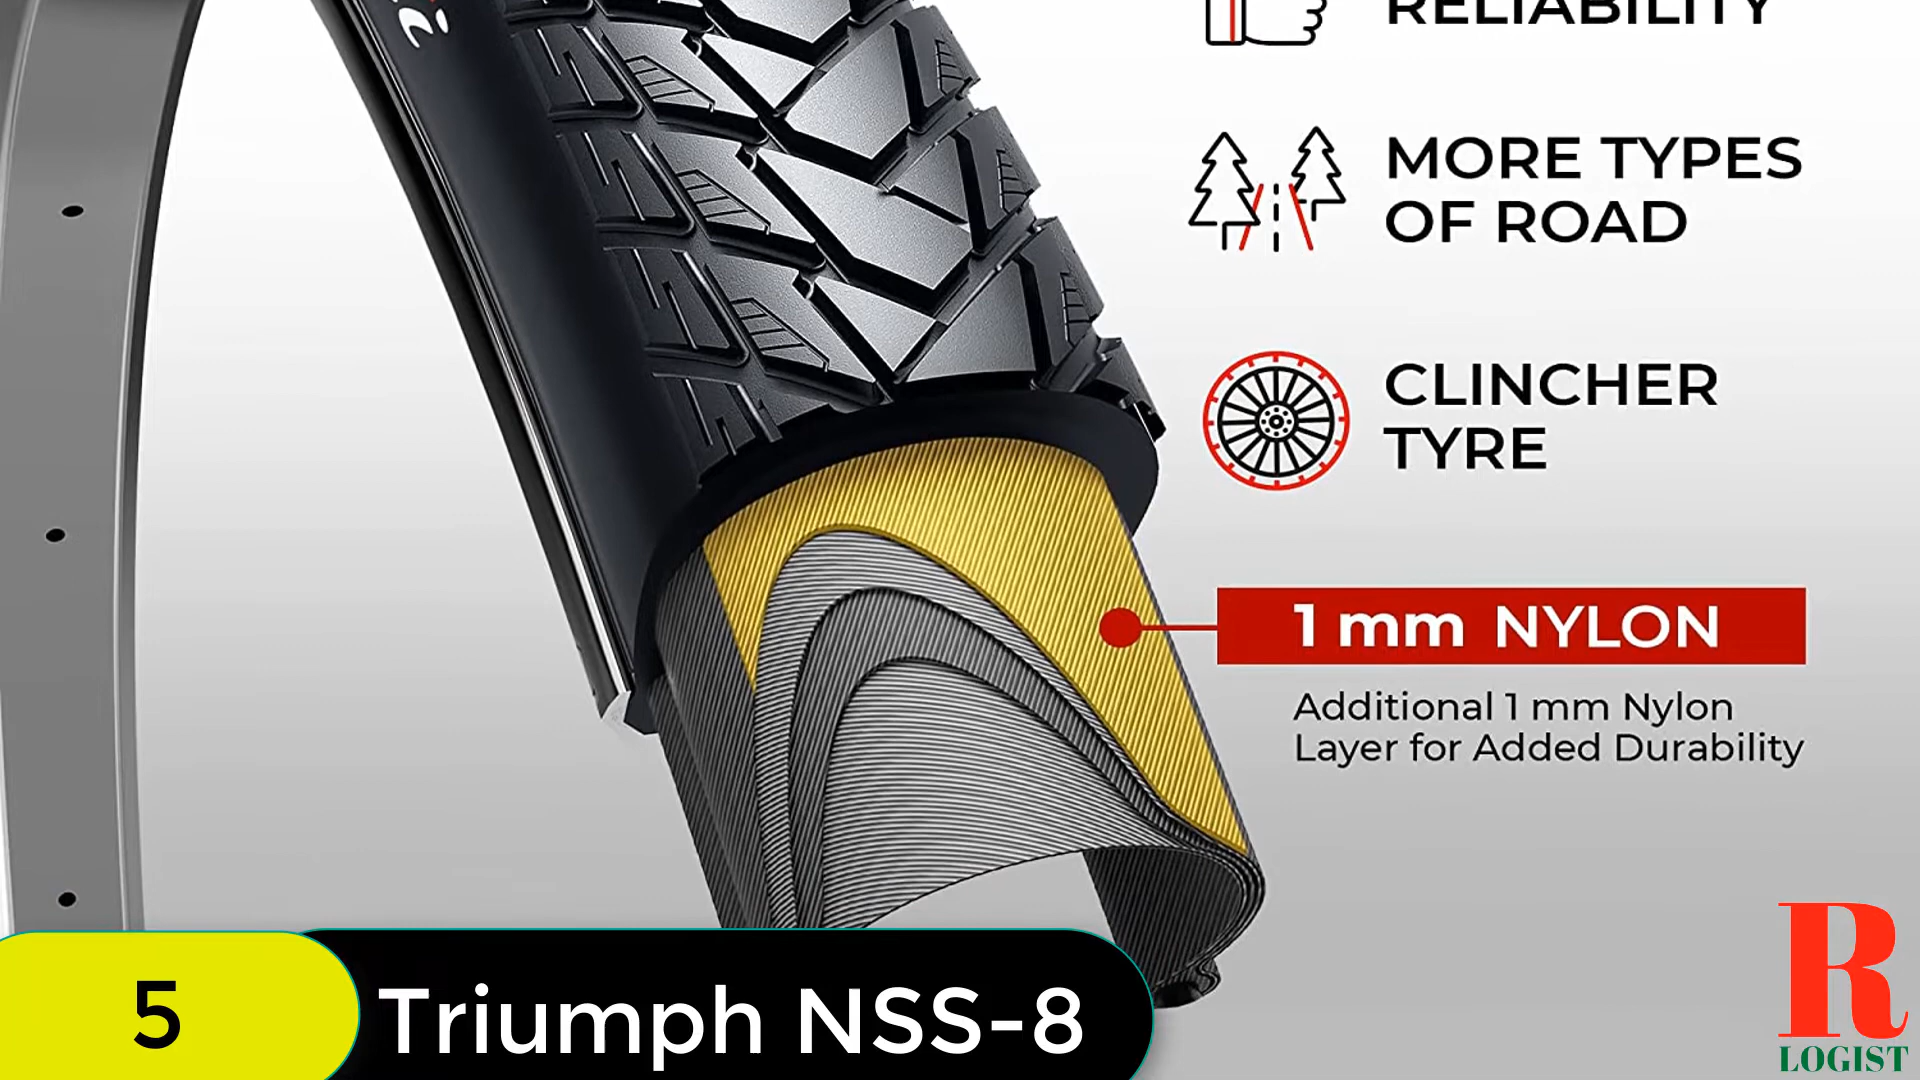 RELIABILITY
MORE TYPES
OF ROAD
CLINCHER
TYRE
1 mm NYLON
Additional 1 mm Nylon
Layer for Added Durability
5
Triumph NSS-8
R
LOGIST